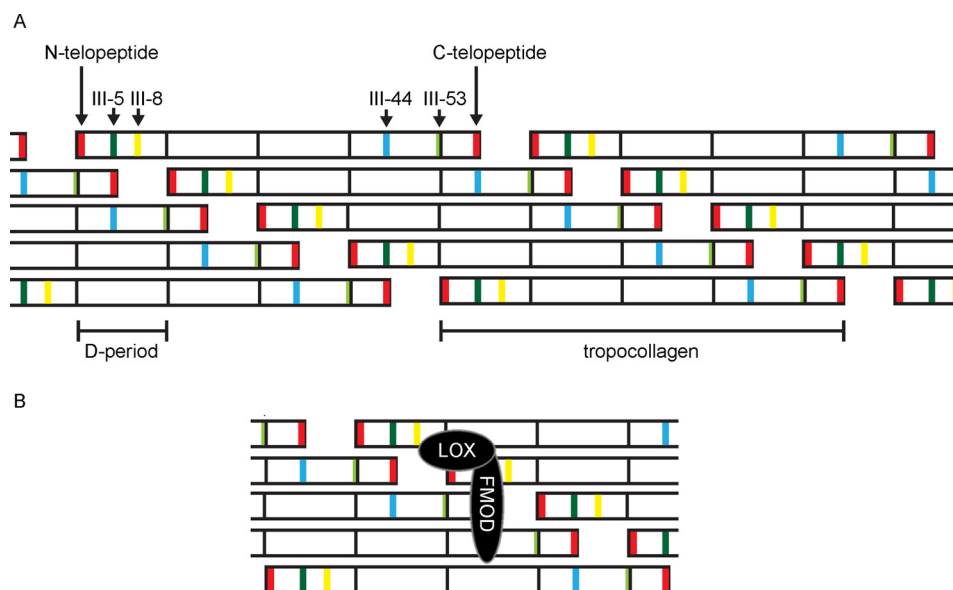 A
N-telopeptide
C-telopeptide
III-5 III-8 III-44 III-53
D-period
tropocollagen
B
LOX
FMOD